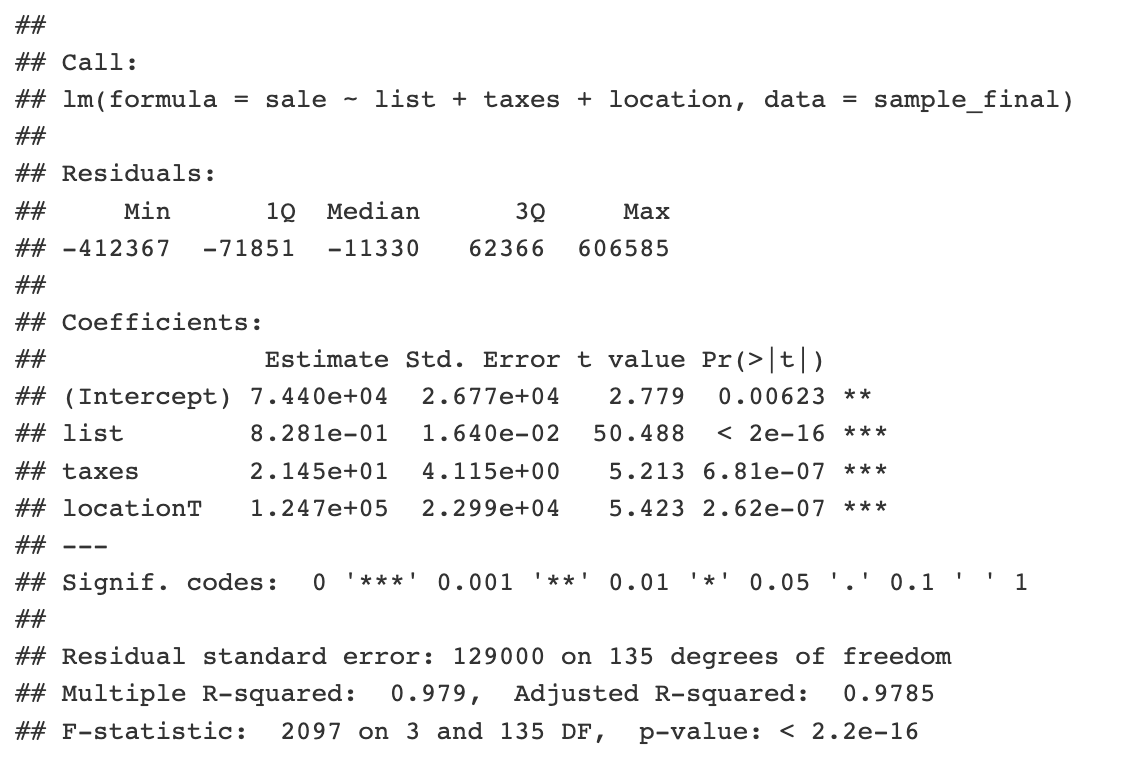 ##
## Call:
## lm(formula = sale ~ list + taxes + location, data = sample_final)
##
## Residuals:
##     Min      1Q  Median      3Q     Max
## -412367  -71851  -11330   62366  606585
##
## Coefficients:
##              Estimate Std. Error t value Pr(>|t|)
## (Intercept) 7.440e+04  2.677e+04   2.779  0.00623 **
## list        8.281e-01  1.640e-02  50.488  < 2e-16 ***
## taxes       2.145e+01  4.115e+00   5.213 6.81e-07 ***
## locationT   1.247e+05  2.299e+04   5.423 2.62e-07 ***
## ---
## Signif. codes:  0 '***' 0.001 '**' 0.01 '*' 0.05 '.' 0.1 ' ' 1
##
## Residual standard error: 129000 on 135 degrees of freedom
## Multiple R-squared:  0.979,  Adjusted R-squared:  0.9785
## F-statistic:  2097 on 3 and 135 DF,  p-value: < 2.2e-16